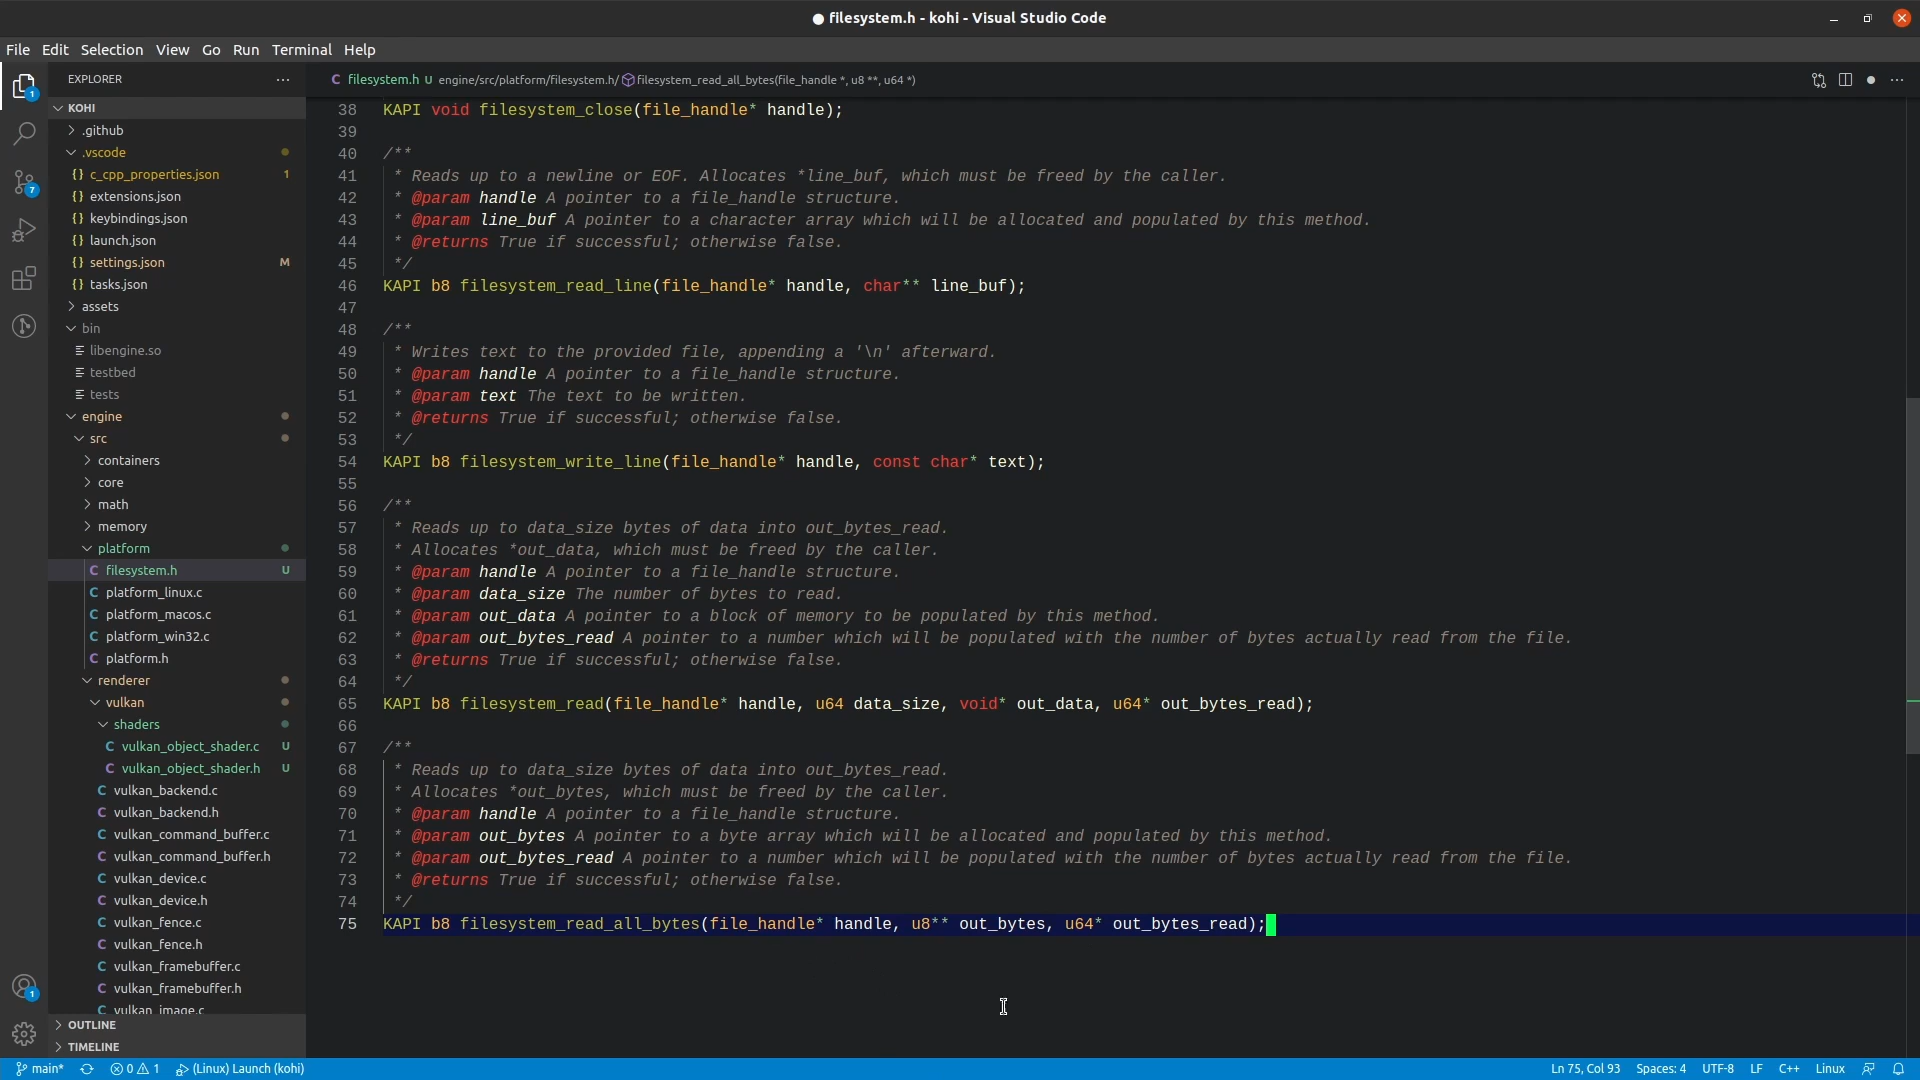 ● filesystem.h - kohi - Visual Studio Code
File Edit Selection View Go Run Terminal Help
EXPLORER
KOHI
.github
.vscode
c_cpp_properties.json 1
extensions.json
keybindings.json
launch.json
settings.json M
tasks.json
assets
bin
libengine.so
testbed
tests
engine
src
containers
core
math
memory
platform
filesystem.h U
platform_linux.c
platform_macos.c
platform_win32.c
platform.h
renderer
vulkan
shaders
vulkan_object_shader.c U
vulkan_object_shader.h U
vulkan_backend.c
vulkan_backend.h
vulkan_command_buffer.c
vulkan_command_buffer.h
vulkan_device.c
vulkan_device.h
vulkan_fence.c
vulkan_fence.h
vulkan_framebuffer.c
vulkan_framebuffer.h
vulkan_image.c
OUTLINE
TIMELINE
1
7
1
C filesystem.h U engine/src/platform/filesystem.h/ filesystem_read_all_bytes(file_handle *, u8 **, u64 *)
38 KAPI void filesystem_close(file_handle* handle);
39
40 /**
41 * Reads up to a newline or EOF. Allocates *line_buf, which must be freed by the caller.
42 * @param handle A pointer to a file_handle structure.
43 * @param line_buf A pointer to a character array which will be allocated and populated by this method.
44 * @returns True if successful; otherwise false.
45 */
46 KAPI b8 filesystem_read_line(file_handle* handle, char** line_buf);
47
48 /**
49 * Writes text to the provided file, appending a '\n' afterward.
50 * @param handle A pointer to a file_handle structure.
51 * @param text The text to be written.
52 * @returns True if successful; otherwise false.
53 */
54 KAPI b8 filesystem_write_line(file_handle* handle, const char* text);
55
56 /**
57 * Reads up to data_size bytes of data into out_bytes_read.
58 * Allocates *out_data, which must be freed by the caller.
59 * @param handle A pointer to a file_handle structure.
60 * @param data_size The number of bytes to read.
61 * @param out_data A pointer to a block of memory to be populated by this method.
62 * @param out_bytes_read A pointer to a number which will be populated with the number of bytes actually read from the file.
63 * @returns True if successful; otherwise false.
64 */
65 KAPI b8 filesystem_read(file_handle* handle, u64 data_size, void* out_data, u64* out_bytes_read);
66
67 /**
68 * Reads up to data_size bytes of data into out_bytes_read.
69 * Allocates *out_bytes, which must be freed by the caller.
70 * @param handle A pointer to a file_handle structure.
71 * @param out_bytes A pointer to a byte array which will be allocated and populated by this method.
72 * @param out_bytes_read A pointer to a number which will be populated with the number of bytes actually read from the file.
73 * @returns True if successful; otherwise false.
74 */
75 KAPI b8 filesystem_read_all_bytes(file_handle* handle, u8** out_bytes, u64* out_bytes_read);
main* 0 1 (Linux) Launch (kohi) Ln 75, Col 93 Spaces: 4 UTF-8 LF C++ Linux